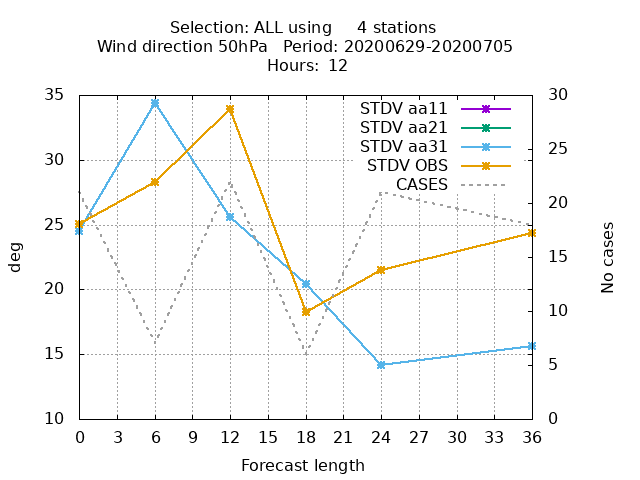 Selection: ALL using     4 stations
Wind direction 50hPa   Period: 20200629-20200705
Hours: 12
STDV aa11
STDV aa21
STDV aa31
STDV OBS
CASES
deg
35
30
25
20
15
10
No cases
30
25
20
15
10
5
0
0 3 6 9 12 15 18 21 24 27 30 33 36
Forecast length